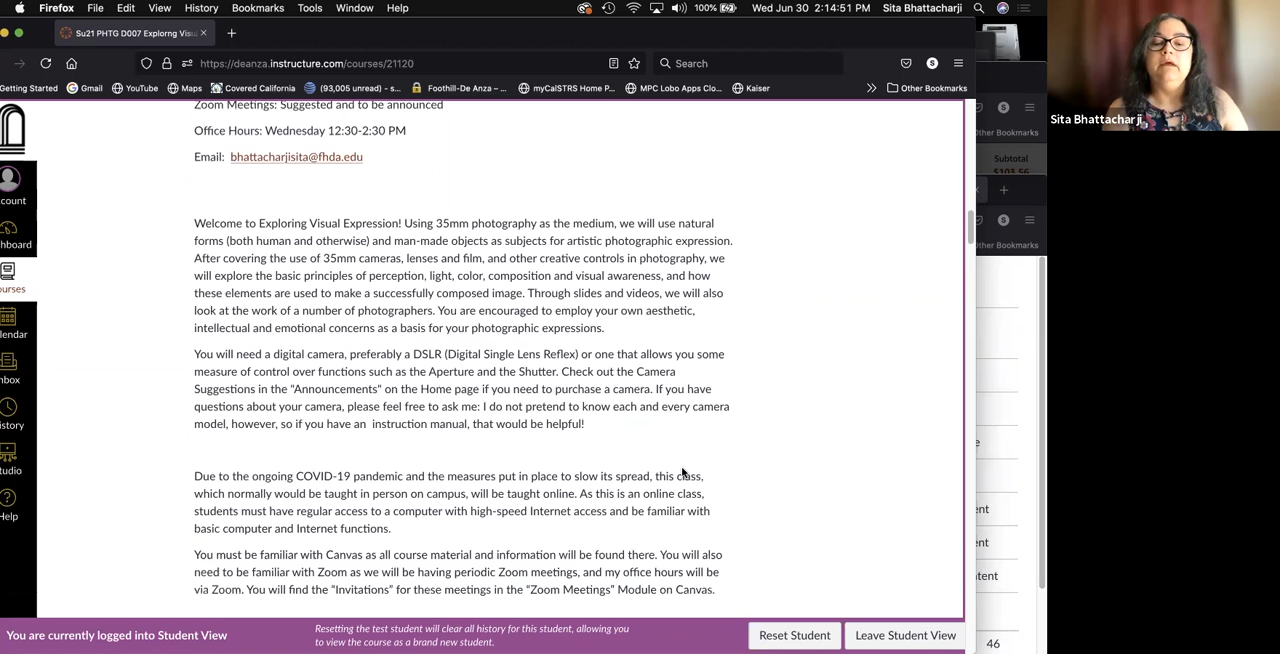 Firefox File Edit View History Bookmarks Tools Window Help 100% Wed Jun 30 2:14:51 PM Sita Bhattacharji
Su21 PHTG D007 Explorng Visu
https://deanza.instructure.com/courses/21120 Search
Getting Started Gmail YouTube Maps Covered California (93,005 unread) - s... Foothill-De Anza – ... myCalSTRS Home P... MPC Lobo Apps Clo... Kaiser Other Bookmarks
Zoom Meetings: Suggested and to be announced
Office Hours: Wednesday 12:30-2:30 PM
Email: bhattacharjisita@fhda.edu
Welcome to Exploring Visual Expression! Using 35mm photography as the medium, we will use natural
forms (both human and otherwise) and man-made objects as subjects for artistic photographic expression.
After covering the use of 35mm cameras, lenses and film, and other creative controls in photography, we
will explore the basic principles of perception, light, color, composition and visual awareness, and how
these elements are used to make a successfully composed image. Through slides and videos, we will also
look at the work of a number of photographers. You are encouraged to employ your own aesthetic,
intellectual and emotional concerns as a basis for your photographic expressions.
You will need a digital camera, preferably a DSLR (Digital Single Lens Reflex) or one that allows you some
measure of control over functions such as the Aperture and the Shutter. Check out the Camera
Suggestions in the “Announcements” on the Home page if you need to purchase a camera. If you have
questions about your camera, please feel free to ask me: I do not pretend to know each and every camera
model, however, so if you have an instruction manual, that would be helpful!
Due to the ongoing COVID-19 pandemic and the measures put in place to slow its spread, this class,
which normally would be taught in person on campus, will be taught online. As this is an online class,
students must have regular access to a computer with high-speed Internet access and be familiar with
basic computer and Internet functions.
You must be familiar with Canvas as all course material and information will be found there. You will also
need to be familiar with Zoom as we will be having periodic Zoom meetings, and my office hours will be
via Zoom. You will find the “Invitations” for these meetings in the “Zoom Meetings” Module on Canvas.
count
hboard
ourses
lendar
nbox
istory
tudio
Help
You are currently logged into Student View
Resetting the test student will clear all history for this student, allowing you
to view the course as a brand new student.
Reset Student Leave Student View
Other Bookmarks
Subtotal
$103.56
Other Bookmarks
e
ent
ent
tent
46
Sita Bhattacharji